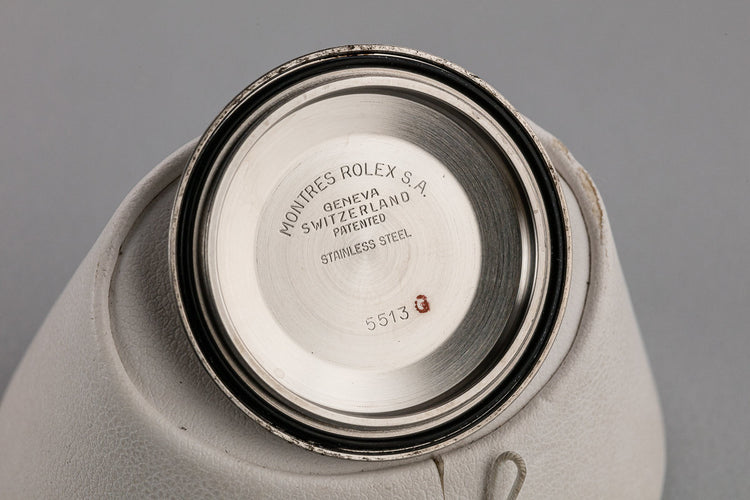 MONTRES ROLEX S.A.
GENEVA
SWITZERLAND
PATENTED
STAINLESS STEEL
5513 G